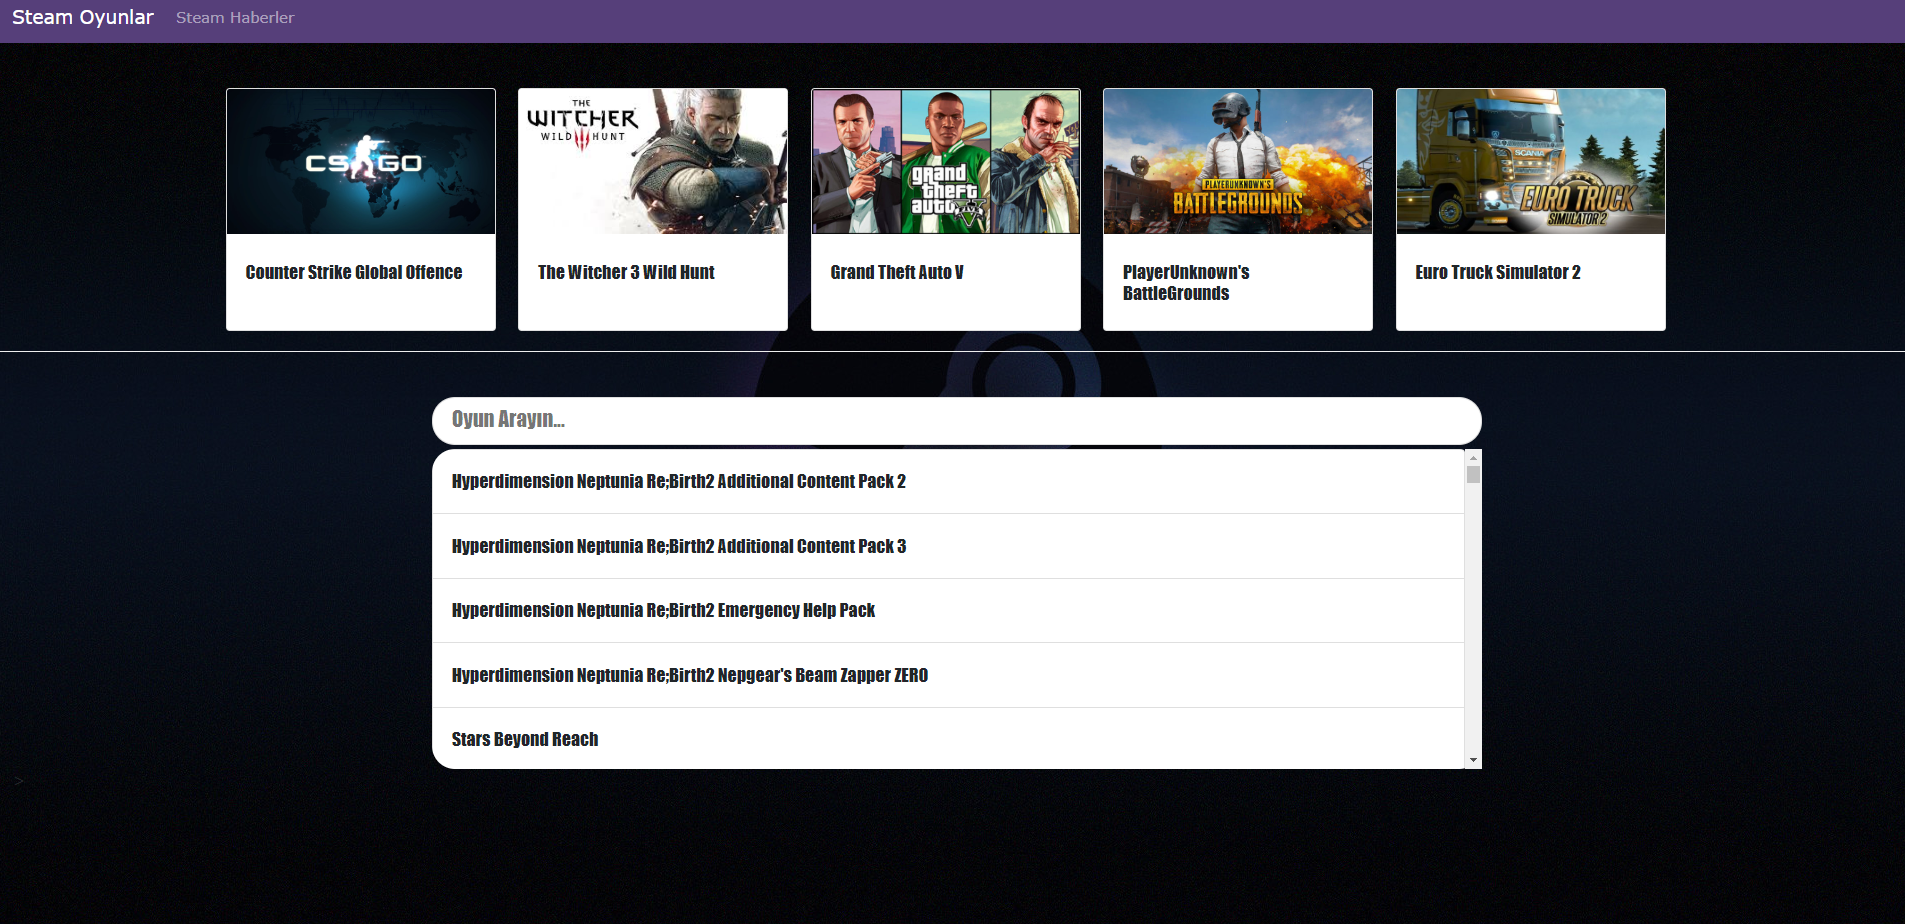 Steam Oyunlar Steam Haberler
CS GO
THE
WITCHER
WILD HUNT
grand
theft
auto
V
PLAYERUNKNOWN'S
BATTLEGROUNDS
SCANIA
EURO TRUCK
SIMULATOR 2
Counter Strike Global Offence
The Witcher 3 Wild Hunt
Grand Theft Auto V
PlayerUnknown's
BattleGrounds
Euro Truck Simulator 2
Oyun Arayın...
Hyperdimension Neptunia Re;Birth2 Additional Content Pack 2
Hyperdimension Neptunia Re;Birth2 Additional Content Pack 3
Hyperdimension Neptunia Re;Birth2 Emergency Help Pack
Hyperdimension Neptunia Re;Birth2 Nepgear's Beam Zapper ZERO
Stars Beyond Reach
>